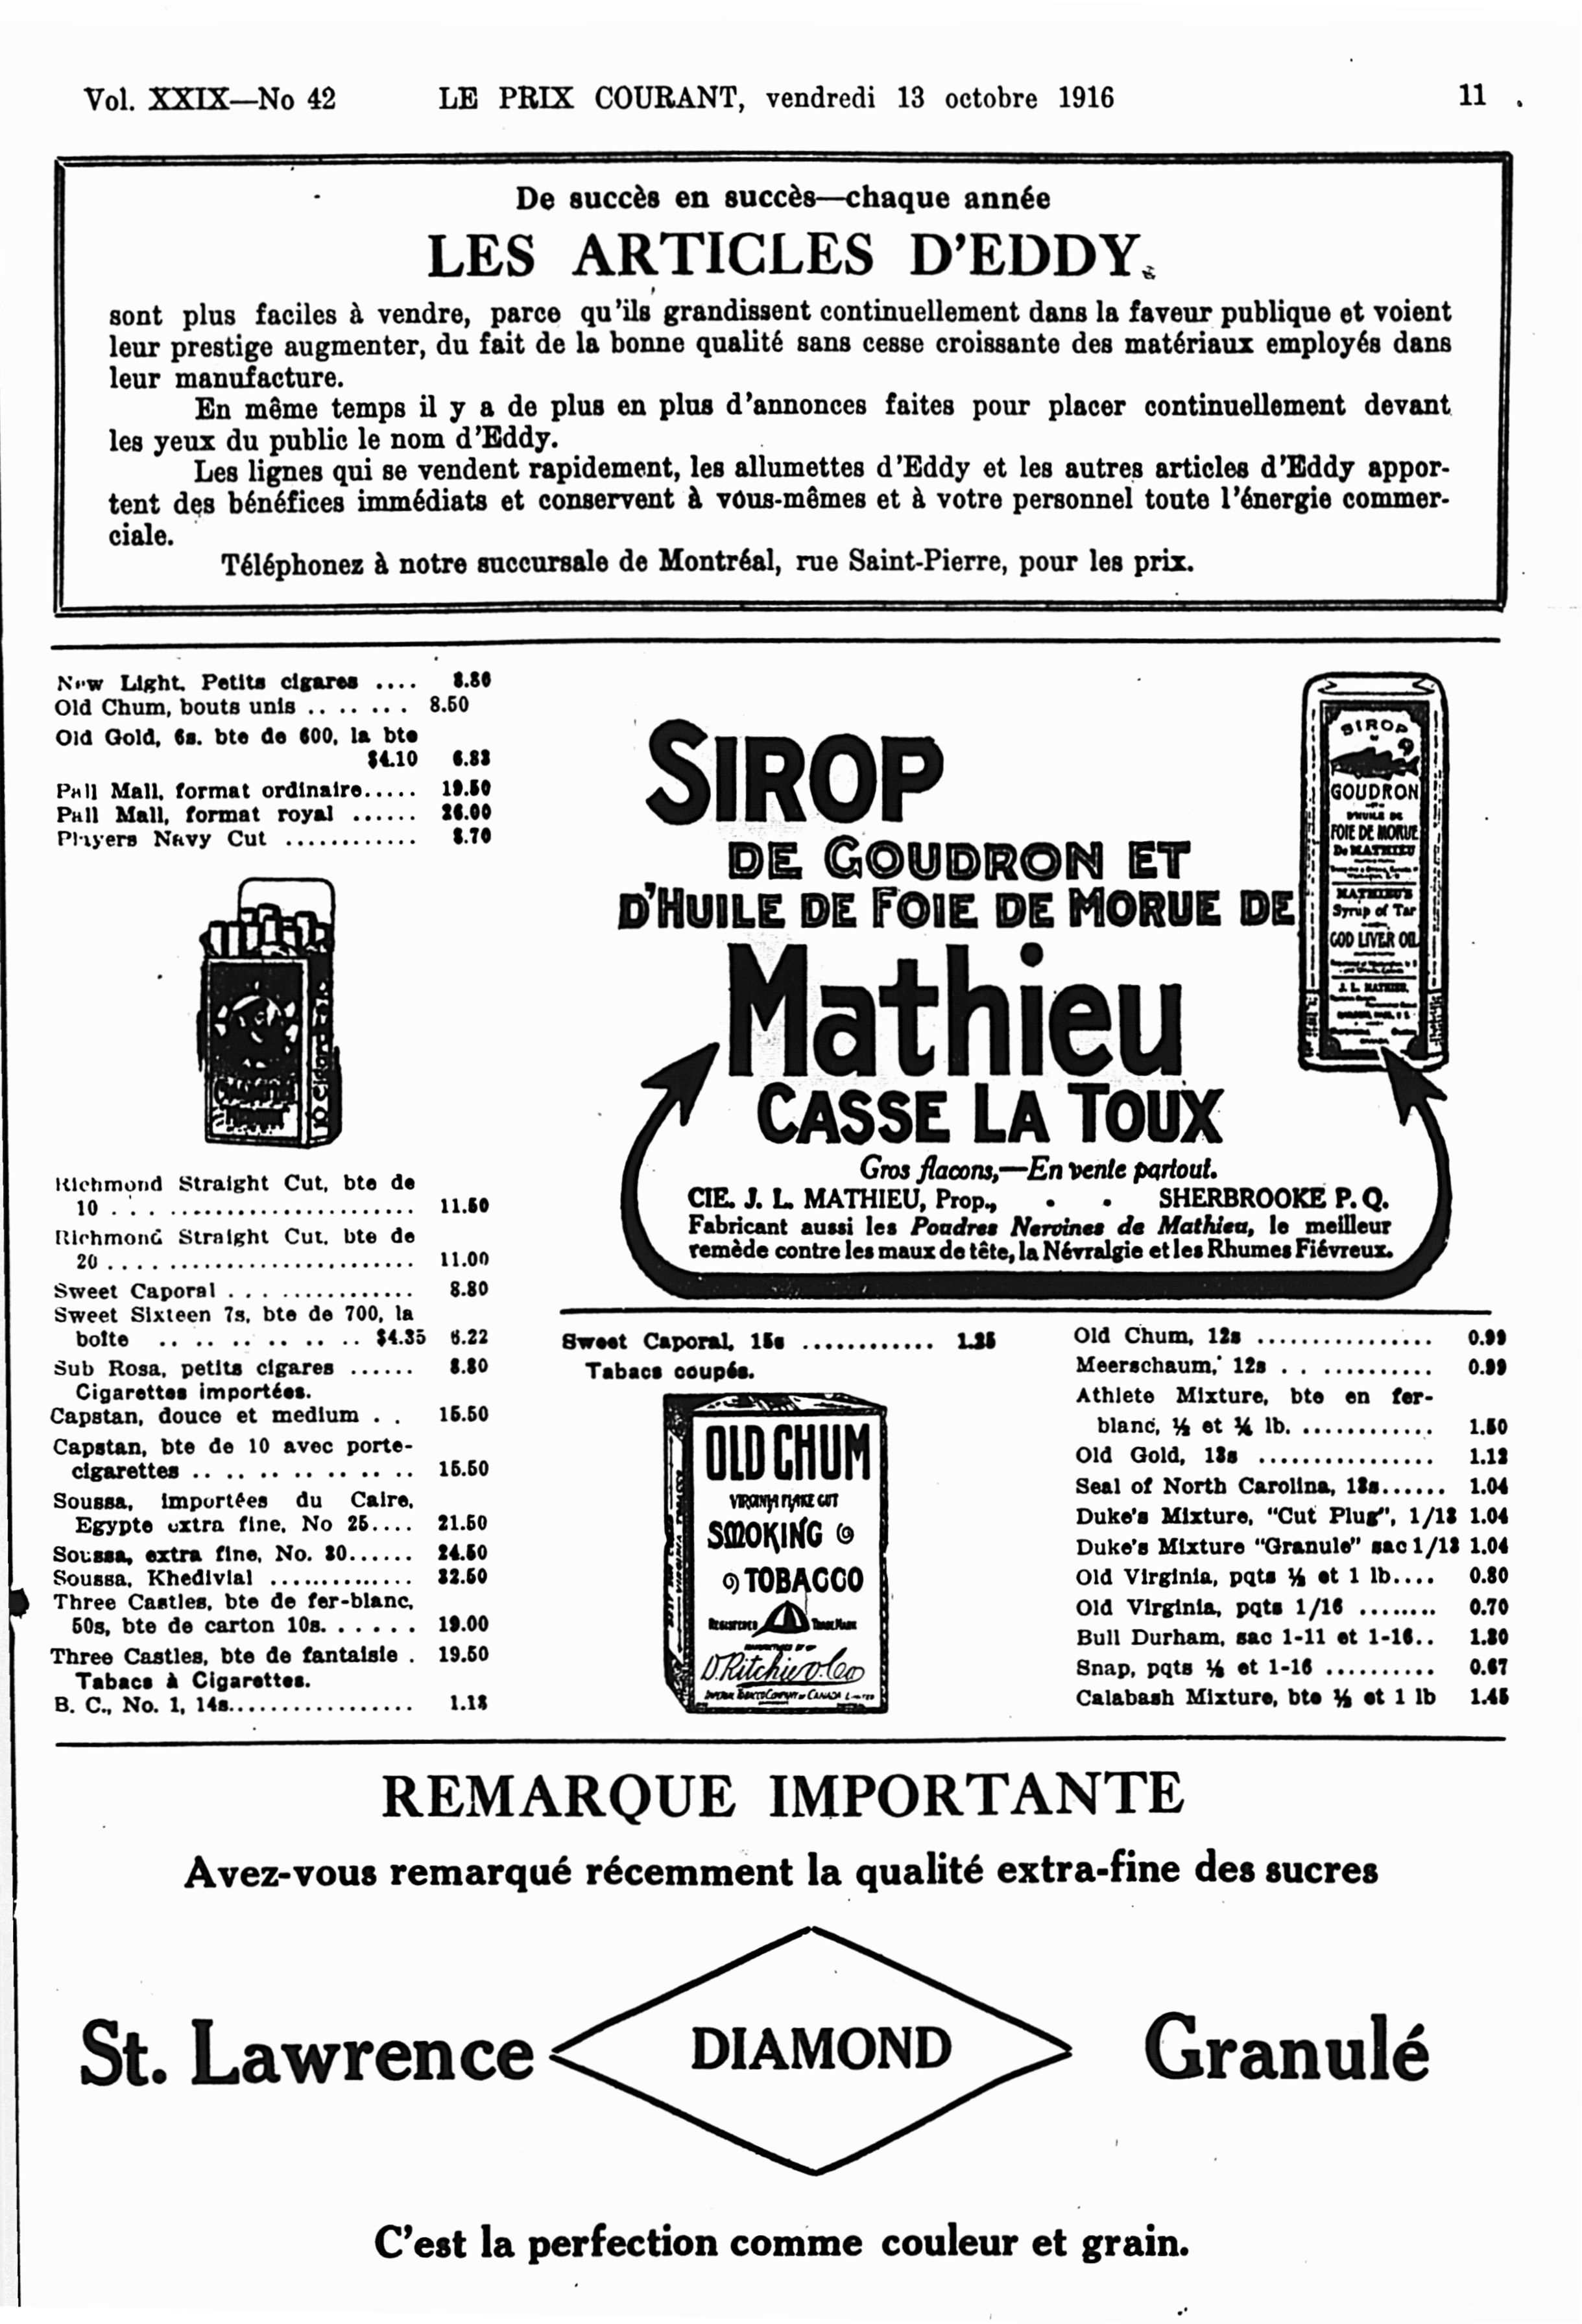 Vol. XXIX—No 42
LE PRIX COURANT, vendredi 13 octobre 1916
11
De succès en succès—chaque année
LES ARTICLES D'EDDY
sont plus faciles à vendre, parce qu'ils grandissent continuellement dans la faveur publique et voient
leur prestige augmenter, du fait de la bonne qualité sans cesse croissante des matériaux employés dans
leur manufacture.
En même temps il y a de plus en plus d'annonces faites pour placer continuellement devant
les yeux du public le nom d'Eddy.
Les lignes qui se vendent rapidement, les allumettes d'Eddy et les autres articles d'Eddy appor-
tent des bénéfices immédiats et conservent à vous-mêmes et à votre personnel toute l'énergie commer-
ciale.
Téléphonez à notre succursale de Montréal, rue Saint-Pierre, pour les prix.
New Light. Petits cigares .... 8.80
Old Chum, bouts unis .. .. ... 8.50
Old Gold, 6s. bte de 600, la bte
$4.10 6.83
Pall Mall, format ordinaire..... 19.50
Pall Mall, format royal ...... 26.00
Players Navy Cut ............ 8.70
Richmond Straight Cut, bte de
10 . . . ....................... 11.50
Richmond Straight Cut, bte de
20 .... ........................ 11.00
Sweet Caporal . . . ............. 8.80
Sweet Sixteen 7s, bte de 700, la
boîte .. .. .. .. .. .. .. $4.35 6.22
Sub Rosa, petits cigares ...... 8.80
Cigarettes importées.
Capstan, douce et medium . . 15.50
Capstan, bte de 10 avec porte-
cigarettes .. .. .. .. .. .. .. 15.50
Soussa, importées du Caire,
Egypte extra fine, No 25.... 21.50
Soussa, extra fine, No. 30...... 24.50
Soussa, Khedivial ............. 32.50
Three Castles, bte de fer-blanc,
50s, bte de carton 10s. . . . . . 19.00
Three Castles, bte de fantaisie . 19.50
Tabacs à Cigarettes.
B. C., No. 1, 14s................. 1.18
SIROP
DE GOUDRON ET
D'HUILE DE FOIE DE MORUE DE
Mathieu
CASSE LA TOUX
Gros flacons,—En vente partout.
CIE. J. L. MATHIEU, Prop., - - SHERBROOKE P. Q.
Fabricant aussi les Poudres Nervines de Mathieu, le meilleur
remède contre les maux de tête, la Névralgie et les Rhumes Fiévreux.
SIROP
GOUDRON
D'HUILE DE
FOIE DE MORUE
De MATHIEU
MATHIEU'S
Syrup of Tar
COD LIVER OIL
J. L. MATHIEU,
Sweet Caporal, 15s ............ 1.25
Tabacs coupés.
OLD CHUM
VIRGINIA FLAKE CUT
SMOKING
TOBACCO
REGISTERED TRADE MARK
MANUFACTURED BY
D. Ritchie & Co
IMPERIAL TOBACCO COMPANY OF CANADA LIMITED
Old Chum, 12s ................ 0.99
Meerschaum, 12s . . .......... 0.99
Athlete Mixture, bte en fer-
blanc, ½ et ¼ lb. ............ 1.50
Old Gold, 13s ................ 1.12
Seal of North Carolina, 13s...... 1.04
Duke's Mixture, "Cut Plug", 1/13 1.04
Duke's Mixture "Granule" sac 1/13 1.04
Old Virginia, pqts ½ et 1 lb.... 0.80
Old Virginia, pqts 1/16 ........ 0.70
Bull Durham, sac 1-11 et 1-16.. 1.30
Snap, pqts ½ et 1-16 .......... 0.67
Calabash Mixture, bte ½ et 1 lb 1.45
REMARQUE IMPORTANTE
Avez-vous remarqué récemment la qualité extra-fine des sucres
St. Lawrence DIAMOND Granulé
C'est la perfection comme couleur et grain.